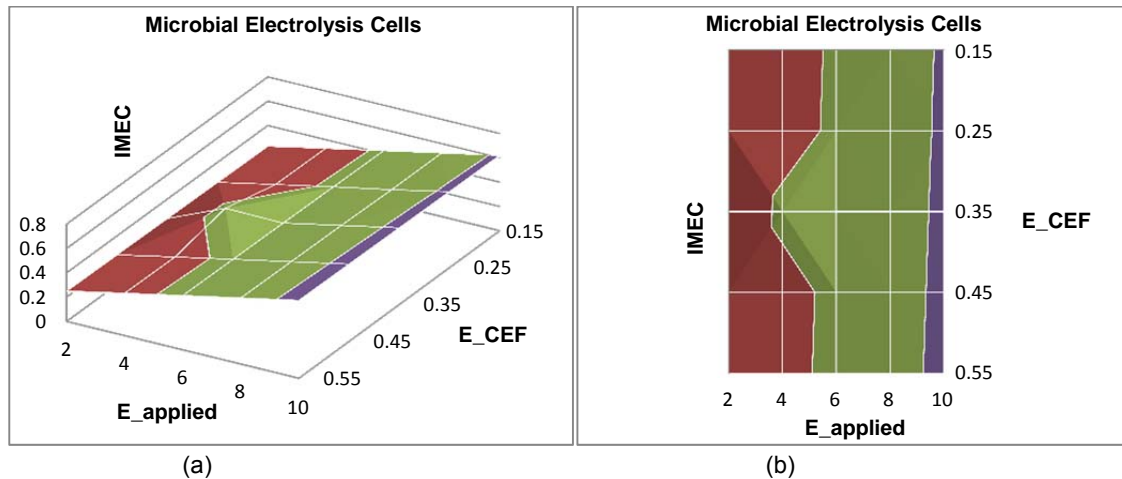 Microbial Electrolysis Cells
IMEC
0.8
0.6
0.4
0.2
0
2
4
6
8
10
E_applied
0.15
0.25
0.35
0.45
0.55
E_CEF
(a)
Microbial Electrolysis Cells
IMEC
0.15
0.25
0.35
0.45
0.55
E_CEF
2 4 6 8 10
E_applied
(b)